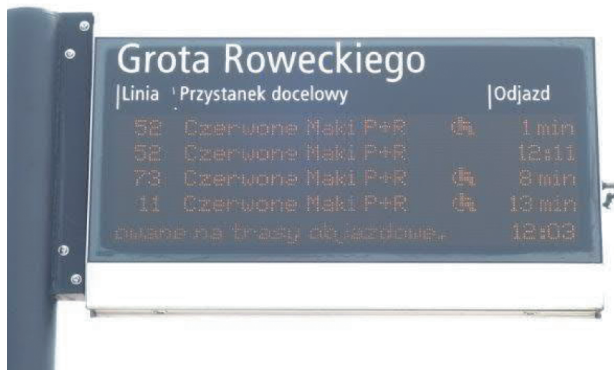 Grota Roweckiego
Linia Przystanek docelowy Odjazd
52 Czerwone Maki P+R 1 min
52 Czerwone Maki P+R 12:11
73 Czerwone Maki P+R 8 min
11 Czerwone Maki P+R 13 min
owane na trasy objazdowe. 12:03